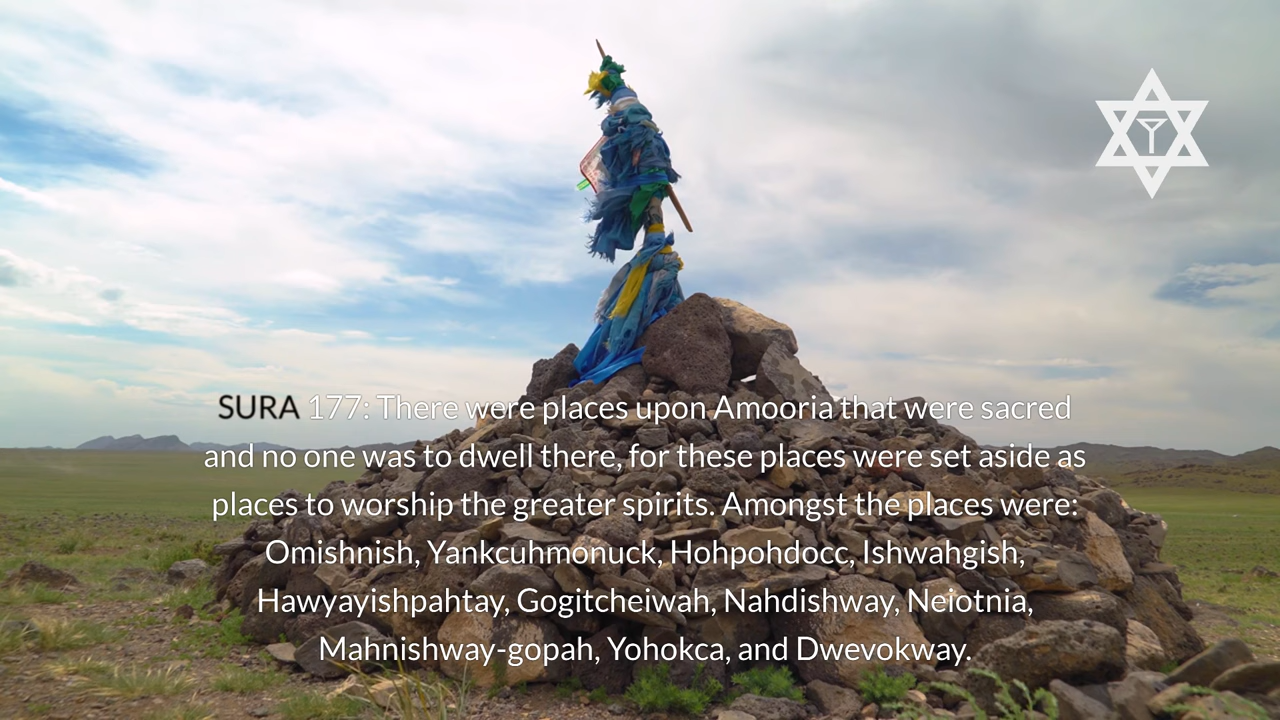 SURA 177: There were places upon Amooria that were sacred
and no one was to dwell there, for these places were set aside as
places to worship the greater spirits. Amongst the places were:
Omishnish, Yankcuhmonuck, Hohpohdocc, Ishwahgish,
Hawyayishpahtay, Gogitcheiwah, Nahdishway, Neiotnia,
Mahnishway-gopah, Yohokca, and Dwevokway.